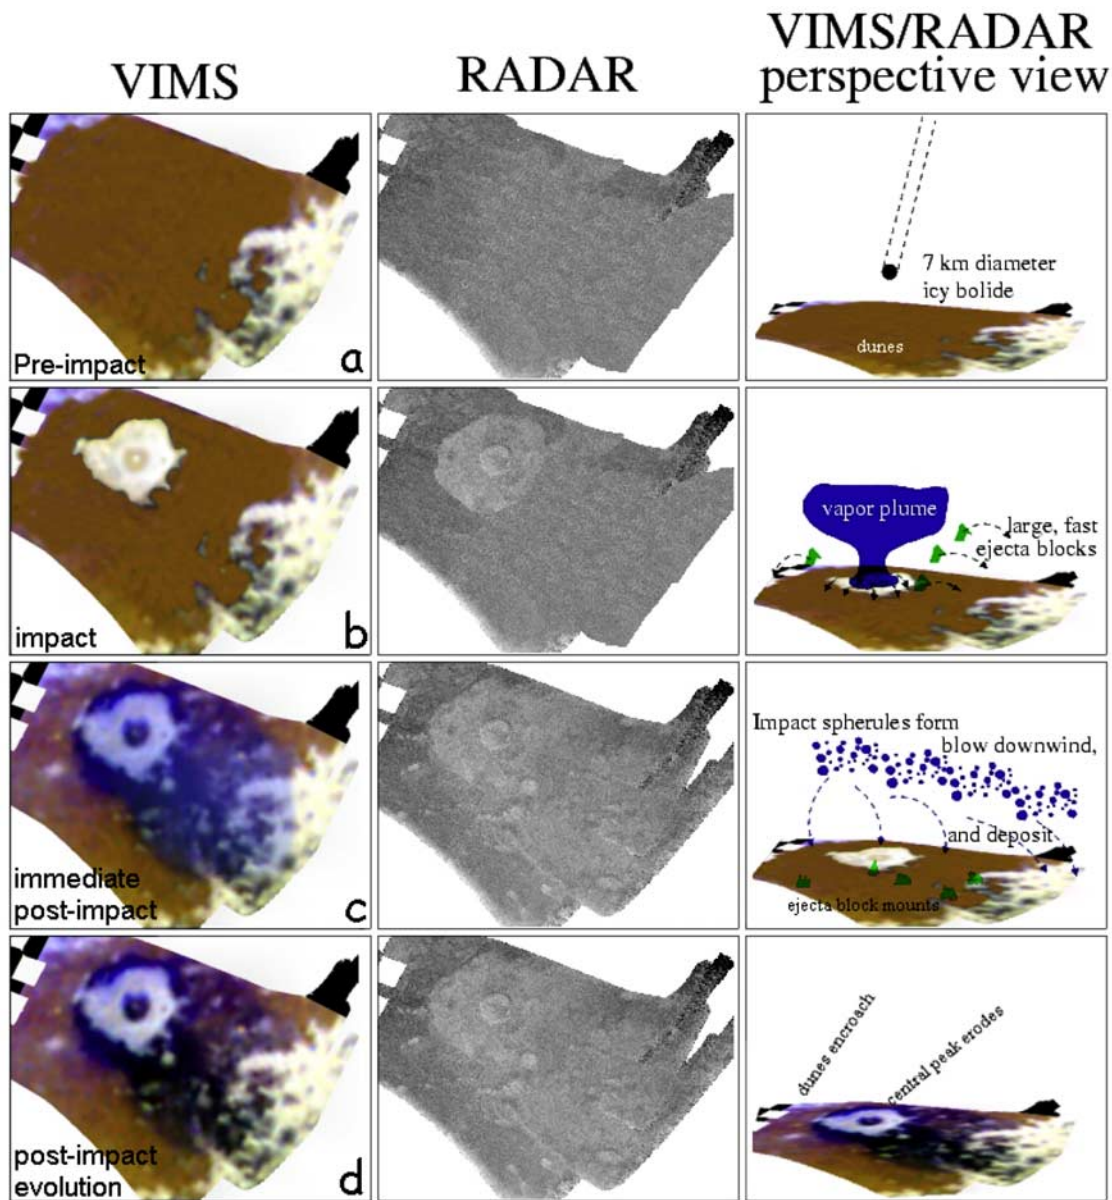 VIMS
RADAR
VIMS/RADAR
perspective view
Pre-impact
a
7 km diameter
icy bolide
dunes
impact
b
vapor plume
large, fast
ejecta blocks
immediate
post-impact
c
Impact spherules form
blow downwind,
and deposit
ejecta block mounts
post-impact
evolution
d
dunes encroach
central peak erodes